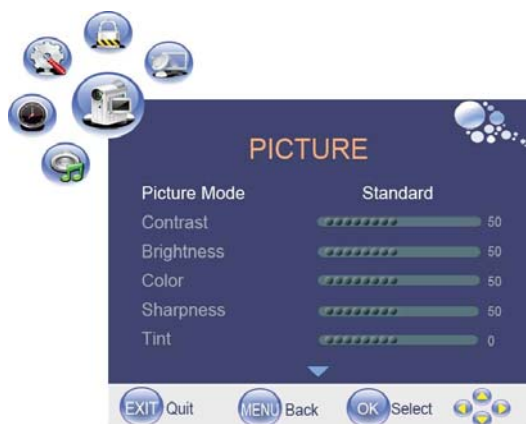 PICTURE
Picture Mode Standard
Contrast 50
Brightness 50
Color 50
Sharpness 50
Tint 0
EXIT Quit MENU Back OK Select